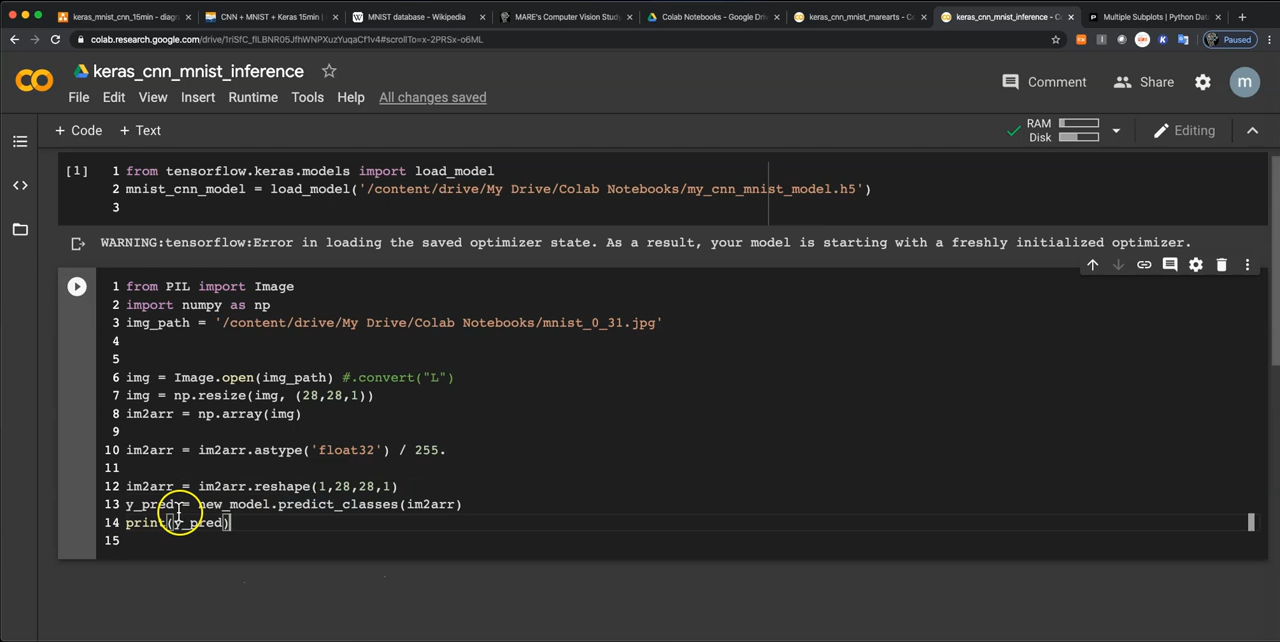 keras_mnist_cnn_15min - diagr
CNN + MNIST + Keras 15min |
MNIST database - Wikipedia
MARE's Computer Vision Study
Colab Notebooks - Google Driv
keras_cnn_mnist_marearts - Co
keras_cnn_mnist_inference - C
Multiple Subplots | Python Dat
colab.research.google.com/drive/1riSfC_fILBNR05JfhWNPXuzYuqaCf1v4#scrollTo=x-2PRSx-o6ML
Paused
keras_cnn_mnist_inference
Comment
Share
m
File Edit View Insert Runtime Tools Help All changes saved
+ Code + Text
RAM
Disk
Editing
[1]
1 from tensorflow.keras.models import load_model
2 mnist_cnn_model = load_model('/content/drive/My Drive/Colab Notebooks/my_cnn_mnist_model.h5')
3
WARNING:tensorflow:Error in loading the saved optimizer state. As a result, your model is starting with a freshly initialized optimizer.
1 from PIL import Image
2 import numpy as np
3 img_path = '/content/drive/My Drive/Colab Notebooks/mnist_0_31.jpg'
4
5
6 img = Image.open(img_path) #.convert("L")
7 img = np.resize(img, (28,28,1))
8 im2arr = np.array(img)
9
10 im2arr = im2arr.astype('float32') / 255.
11
12 im2arr = im2arr.reshape(1,28,28,1)
13 y_pred = new_model.predict_classes(im2arr)
14 print(y_pred)
15